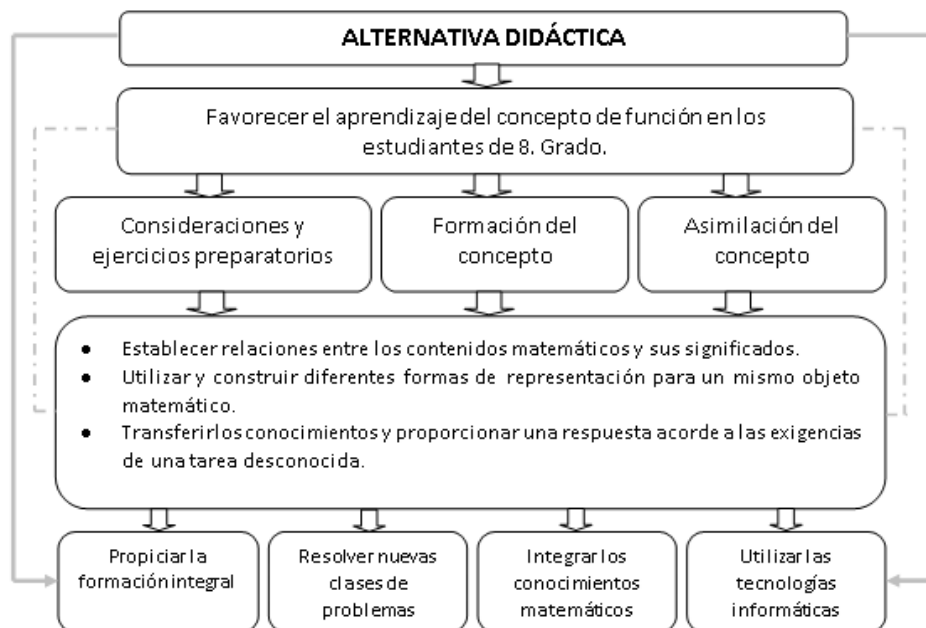 ALTERNATIVA DIDÁCTICA
Favorecer el aprendizaje del concepto de función en los
estudiantes de 8. Grado.
Consideraciones y
ejercicios preparatorios
Formación del
concepto
Asimilación del
concepto
● Establecer relaciones entre los contenidos matemáticos y sus significados.
● Utilizar y construir diferentes formas de representación para un mismo objeto
matemático.
● Transferirlos conocimientos y proporcionar una respuesta acorde a las exigencias
de una tarea desconocida.
Propiciar la
formación integral
Resolver nuevas
clases de
problemas
Integrar los
conocimientos
matemáticos
Utilizar las
tecnologías
informáticas